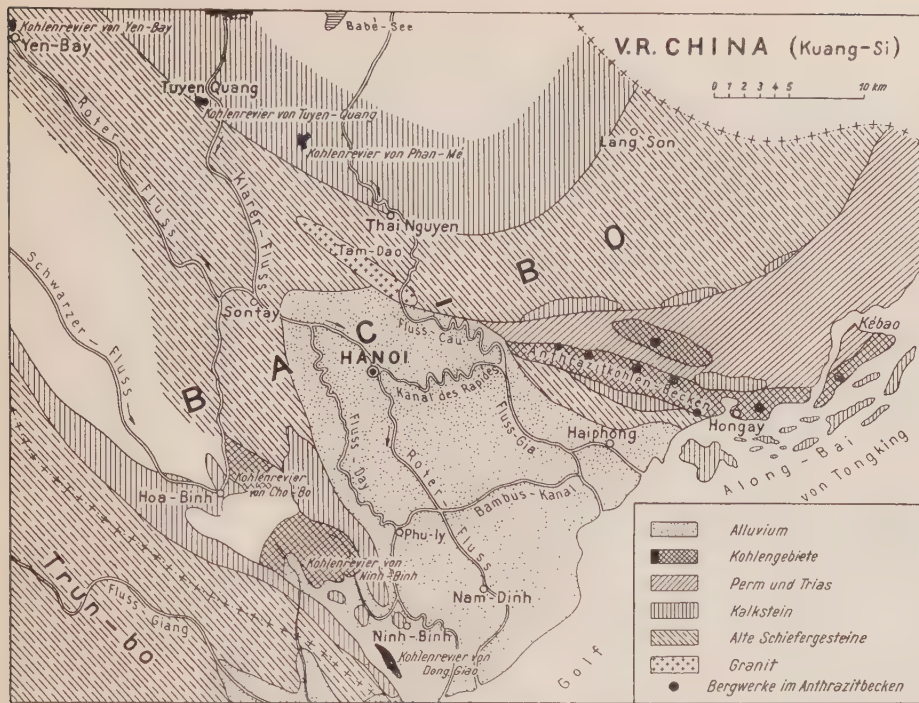 Kohlenrevier von Yen-Bay
Yen-Bay
Babé-See
V.R. CHINA (Kuang-Si)
0 1 2 3 4 5 10 km
Tuyen Quang
Kohlenrevier von Tuyen-Quang
Kohlenrevier von Phan-Mé
Lang Son
Roter Fluss
Klarer-Fluss
Thai Nguyen
Tam-Dao
BAC-BO
Schwarzer-Fluss
Sontay
Fluss-Cau
Kébao
HANOI
Anthrazitkohlen-Becken
Kanal des Rapides
Hongay
Fluss-Day
Roter Fluss
Fluss-Gia
Haiphong
Along-Bai
von Tongking
Hoa-Binh
Kohlenrevier
von Cho-Bo
Bambus-Kanal
Phu-ly
Kohlenrevier von
Ninh-Binh
Nam-Dinh
Trun-bo
Fluss
Giang
Ninh-Binh
Kohlenrevier von
Dong Giao
Golf
Alluvium
Kohlengebiete
Perm und Trias
Kalkstein
Alte Schiefergesteine
Granit
Bergwerke im Anthrazitbecken